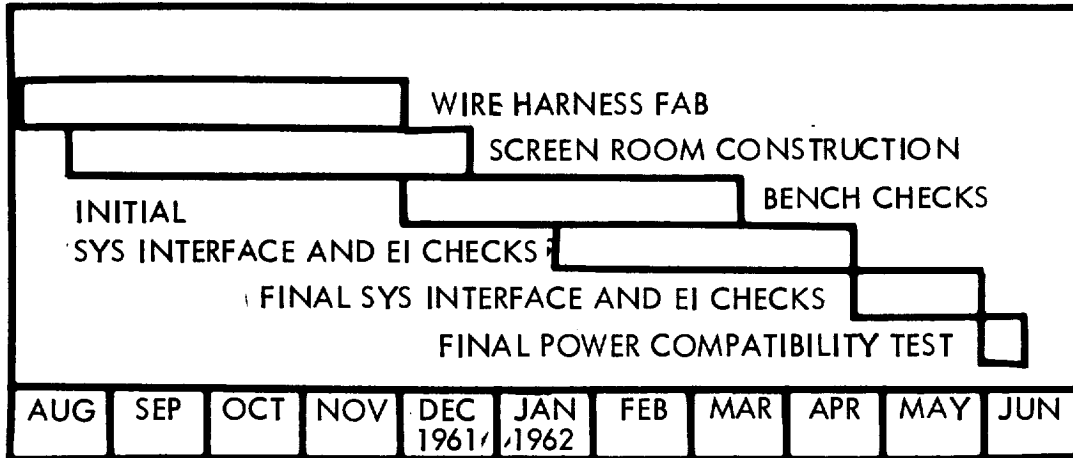 WIRE HARNESS FAB
SCREEN ROOM CONSTRUCTION
BENCH CHECKS
INITIAL
SYS INTERFACE AND EI CHECKS
FINAL SYS INTERFACE AND EI CHECKS
FINAL POWER COMPATIBILITY TEST
AUG SEP OCT NOV DEC JAN FEB MAR APR MAY JUN
1961 1962